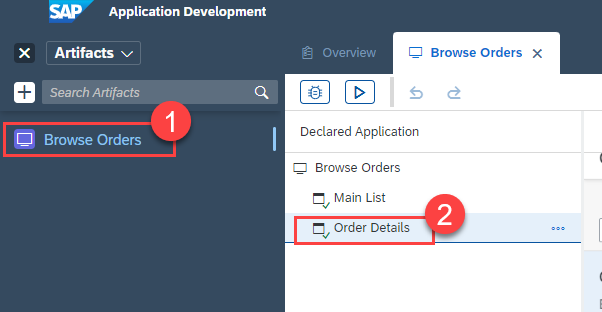 SAP Application Development
Artifacts
Overview
Browse Orders
Search Artifacts
1
Browse Orders
Declared Application
Browse Orders
Main List
2
Order Details